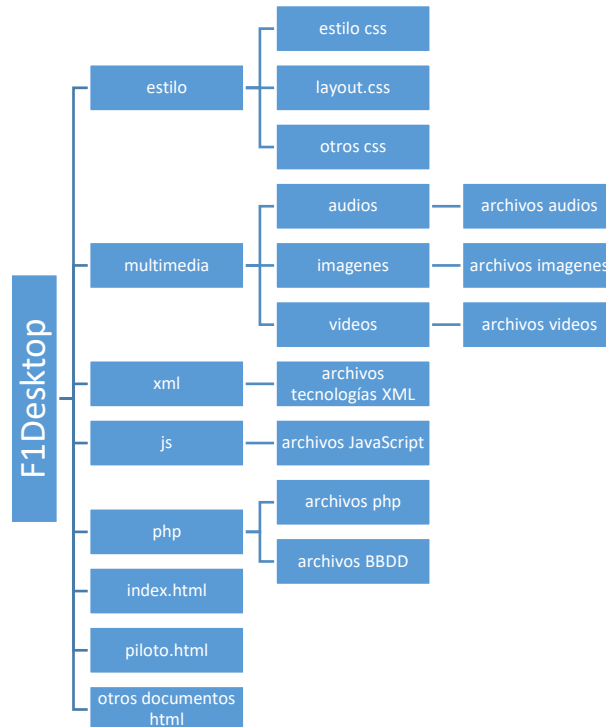 F1Desktop
estilo
estilo css
layout.css
otros css
multimedia
audios
archivos audios
imagenes
archivos imagenes
videos
archivos videos
xml
archivos
tecnologías XML
js
archivos JavaScript
php
archivos php
archivos BBDD
index.html
piloto.html
otros documentos
html